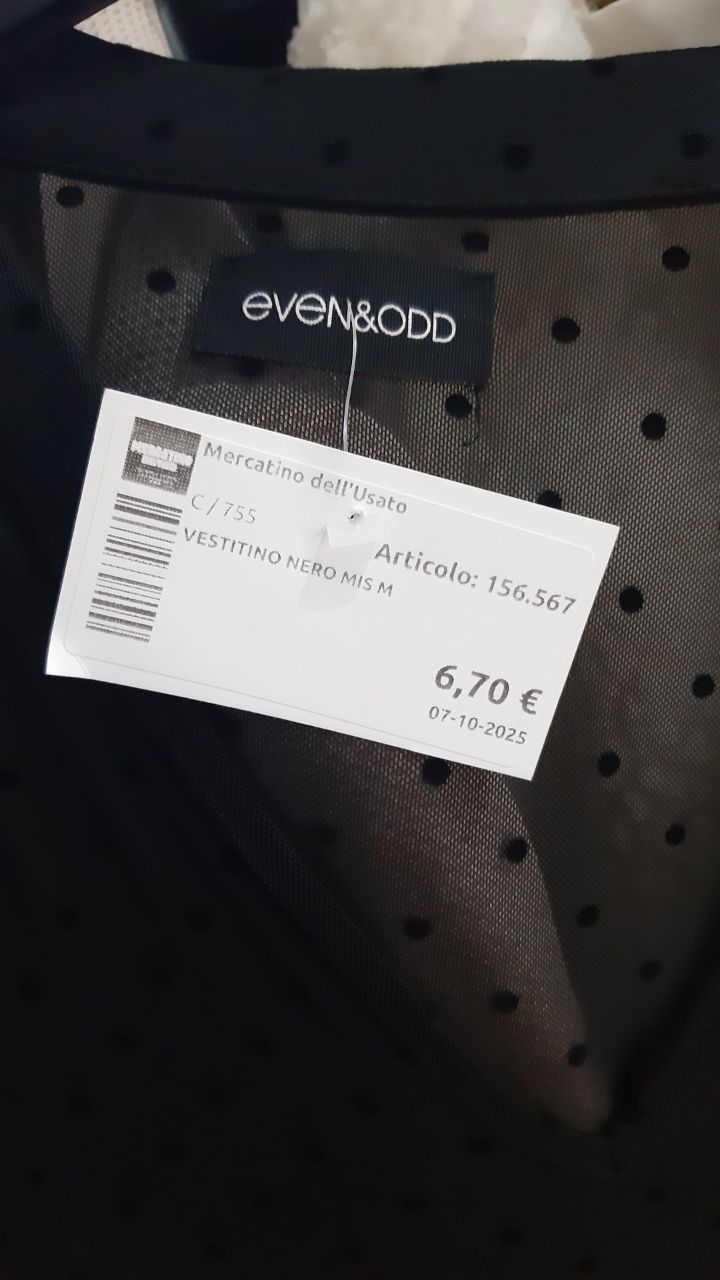 even&odd
Mercatino dell'Usato
C/755
Articolo: 156.567
VESTITINO NERO MIS M
6,70 €
07-10-2025